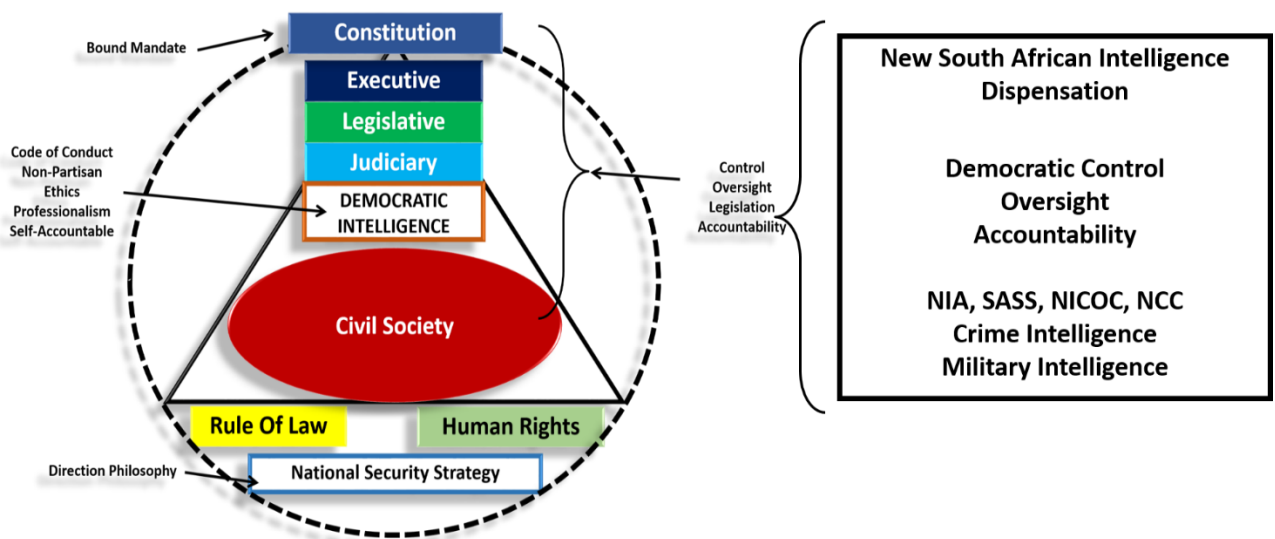 Bound Mandate
Constitution
Executive
Legislative
Judiciary
DEMOCRATIC
INTELLIGENCE
Code of Conduct
Non-Partisan
Ethics
Professionalism
Self-Accountable
Civil Society
Rule Of Law
Human Rights
Direction Philosophy
National Security Strategy
Control
Oversight
Legislation
Accountability
New South African Intelligence
Dispensation
Democratic Control
Oversight
Accountability
NIA, SASS, NICOC, NCC
Crime Intelligence
Military Intelligence